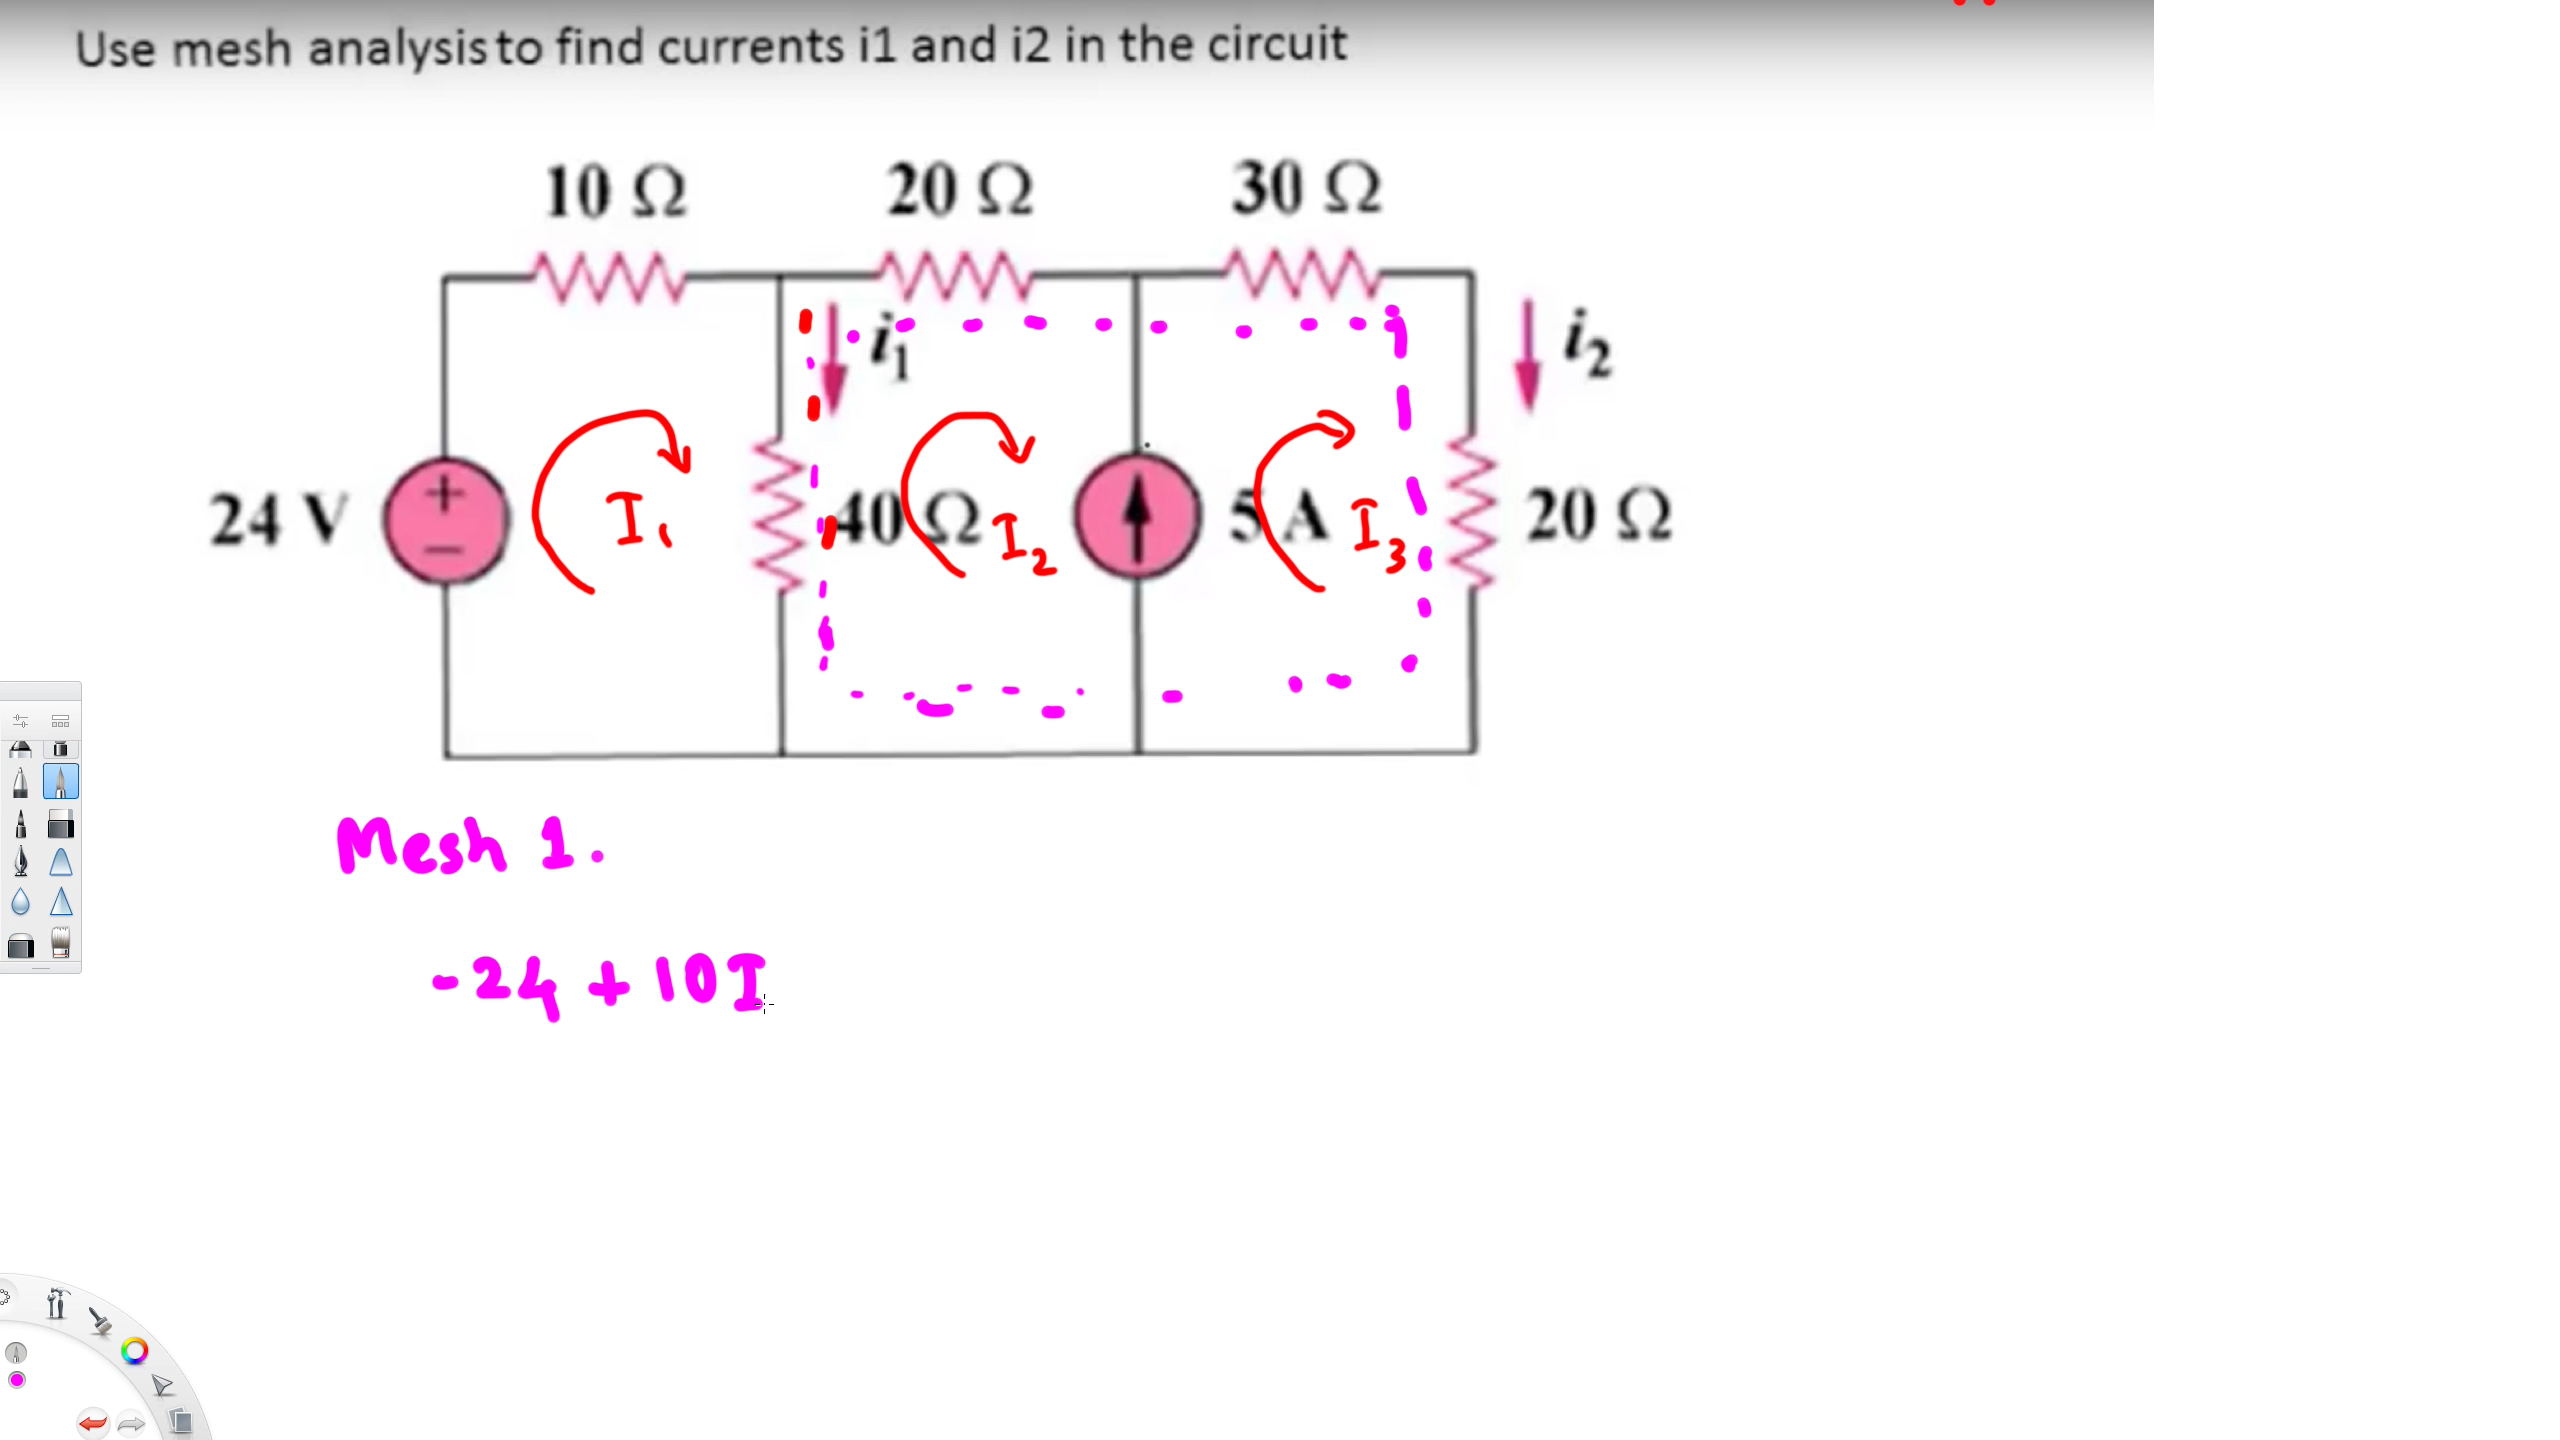 Use mesh analysis to find currents i1 and i2 in the circuit
10 Ω 20 Ω 30 Ω
i₁ i₂
24 V + − I₁ 40 Ω I₂ 5 A I₃ 20 Ω
Mesh 1.
-24 + 10I